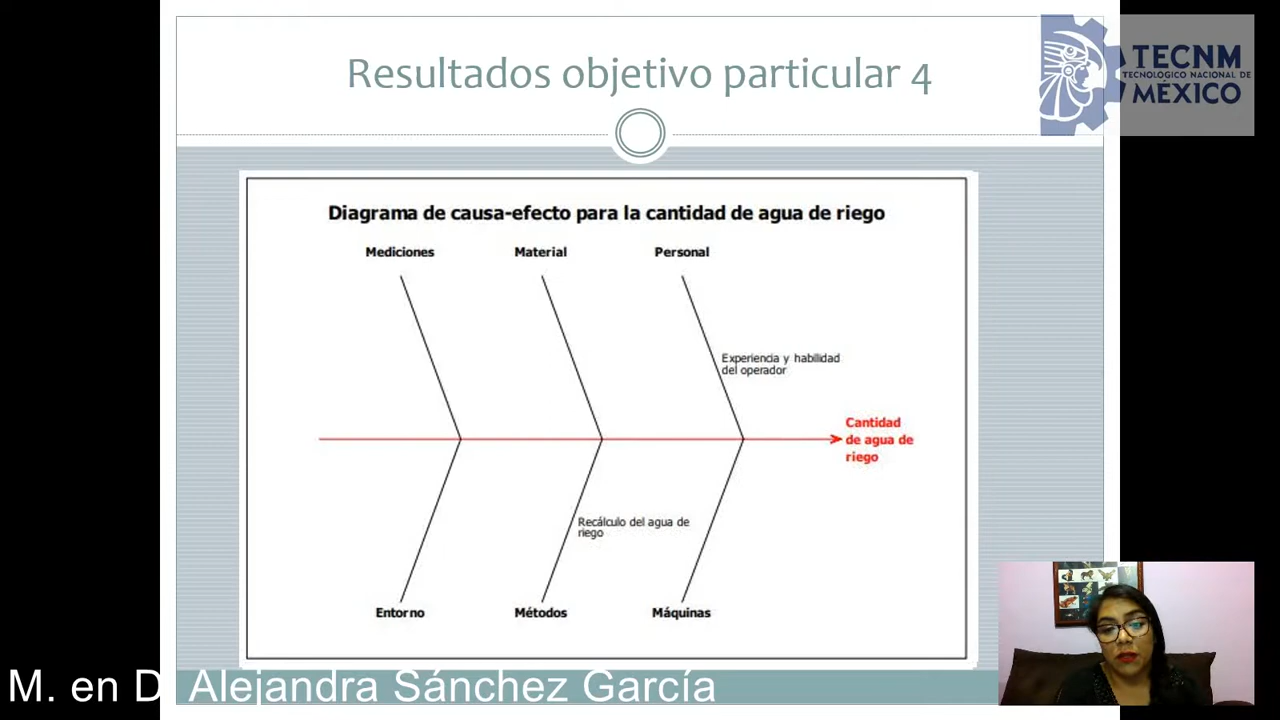 Resultados objetivo particular 4
TECNM
TECNOLÓGICO NACIONAL DE
MÉXICO
Diagrama de causa-efecto para la cantidad de agua de riego
Mediciones
Material
Personal
Experiencia y habilidad
del operador
Cantidad
de agua de
riego
Recálculo del agua de
riego
Entorno
Métodos
Máquinas
M. en D. Alejandra Sánchez García